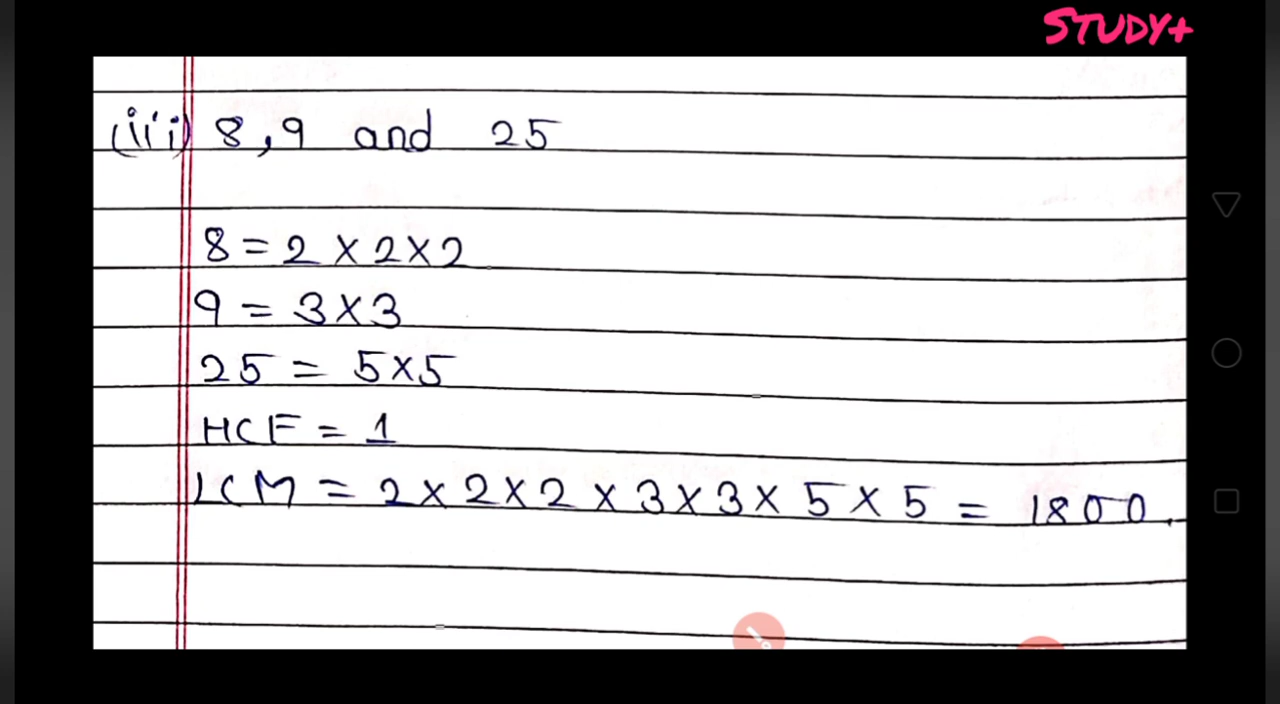 STUDY+
(iii) 8,9 and 25
8 = 2 × 2 × 2
9 = 3 × 3
25 = 5 × 5
HCF = 1
LCM = 2 × 2 × 2 × 3 × 3 × 5 × 5 = 1800.